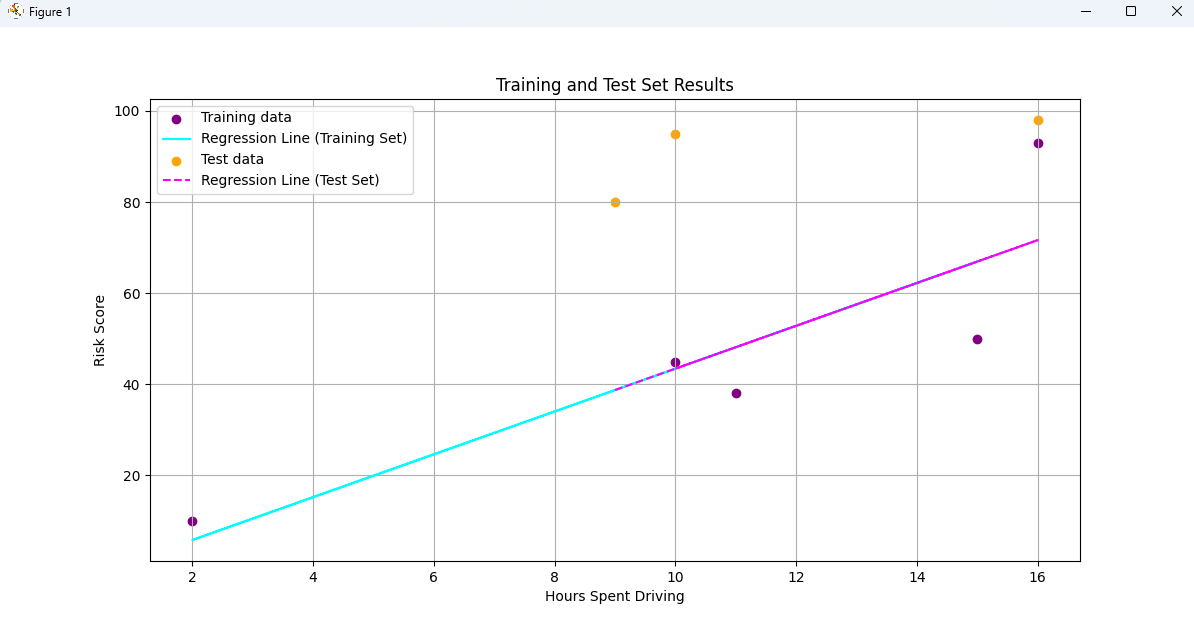 Figure 1
Training and Test Set Results
Training data
Regression Line (Training Set)
Test data
Regression Line (Test Set)
100
80
60
40
20
Risk Score
2 4 6 8 10 12 14 16
Hours Spent Driving